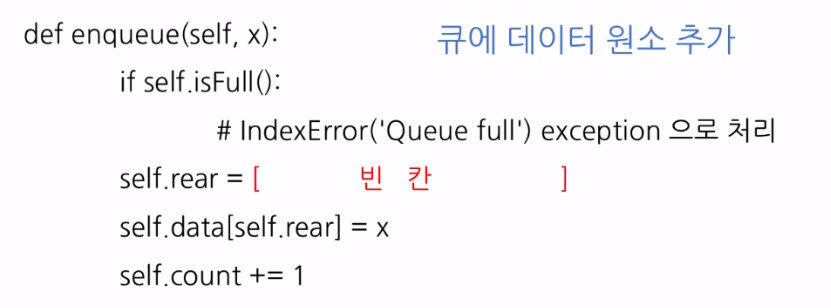 def enqueue(self, x): 큐에 데이터 원소 추가
if self.isFull():
# IndexError('Queue full') exception 으로 처리
self.rear = [ 빈 칸 ]
self.data[self.rear] = x
self.count += 1